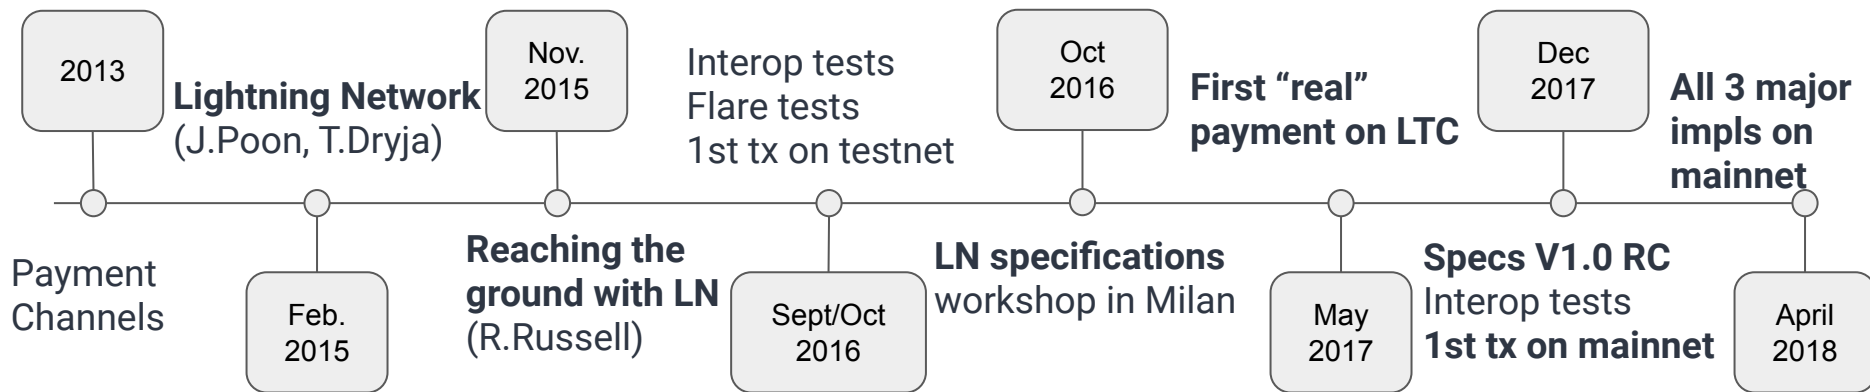 2013
Payment
Channels
Lightning Network
(J.Poon, T.Dryja)
Feb.
2015
Nov.
2015
Reaching the
ground with LN
(R.Russell)
Interop tests
Flare tests
1st tx on testnet
Sept/Oct
2016
Oct
2016
LN specifications
workshop in Milan
First “real”
payment on LTC
May
2017
Dec
2017
Specs V1.0 RC
Interop tests
1st tx on mainnet
All 3 major
impls on
mainnet
April
2018